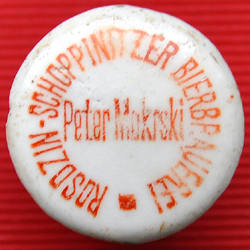 ROSDZIN-SCHOPPINITZER BIERBRAUEREI
Peter Mokrski